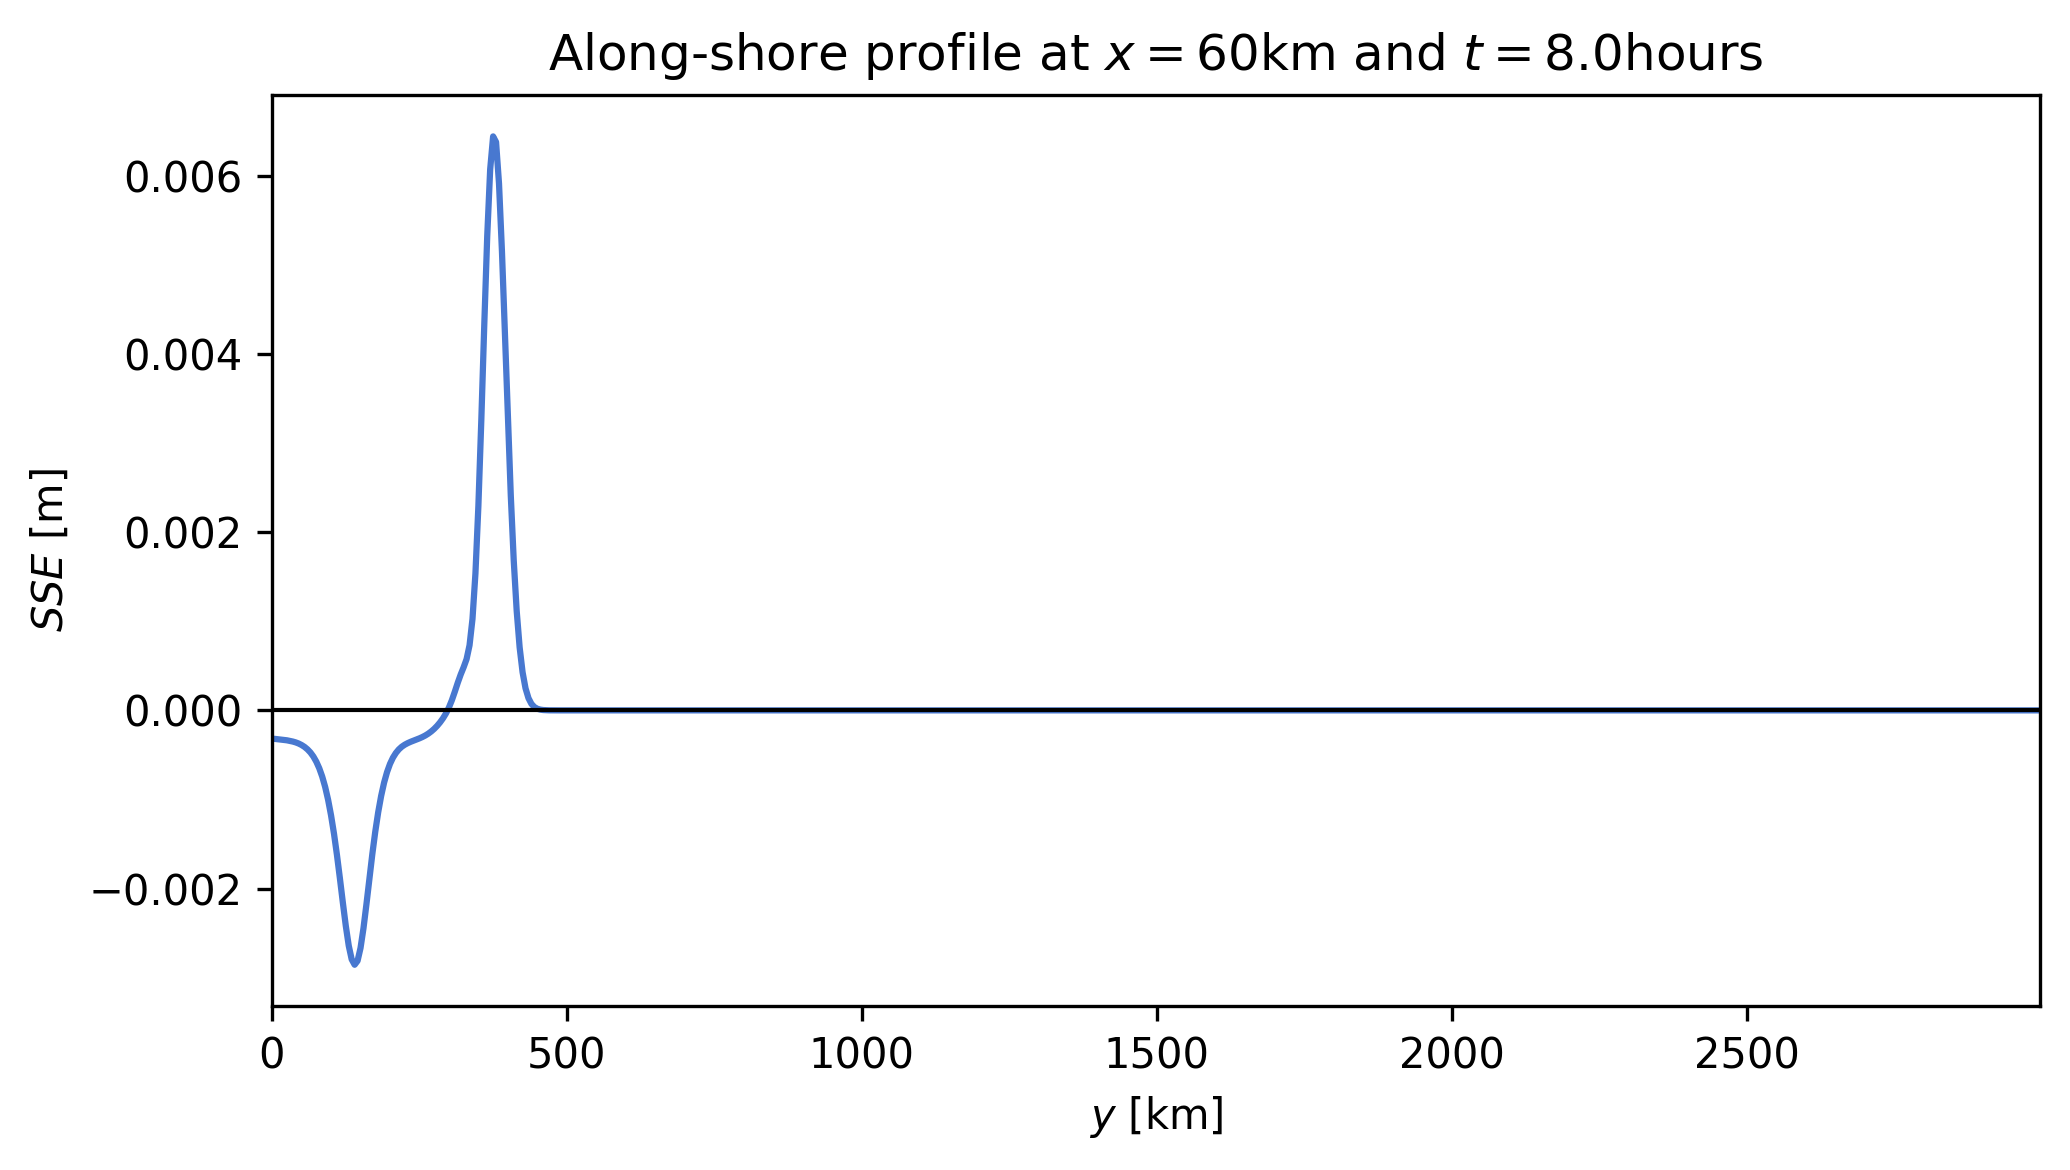 Along-shore profile at x = 60km and t = 8.0hours
SSE [m]
0.006
0.004
0.002
0.000
−0.002
0 500 1000 1500 2000 2500
y [km]